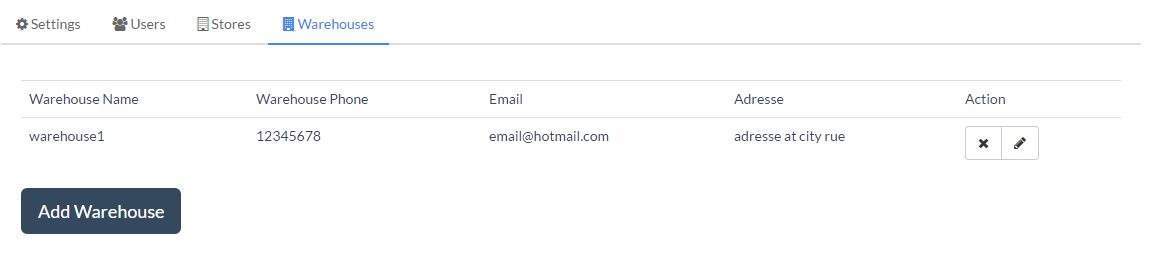 Settings Users Stores Warehouses
Warehouse Name Warehouse Phone Email Adresse Action
warehouse1 12345678 email@hotmail.com adresse at city rue
Add Warehouse